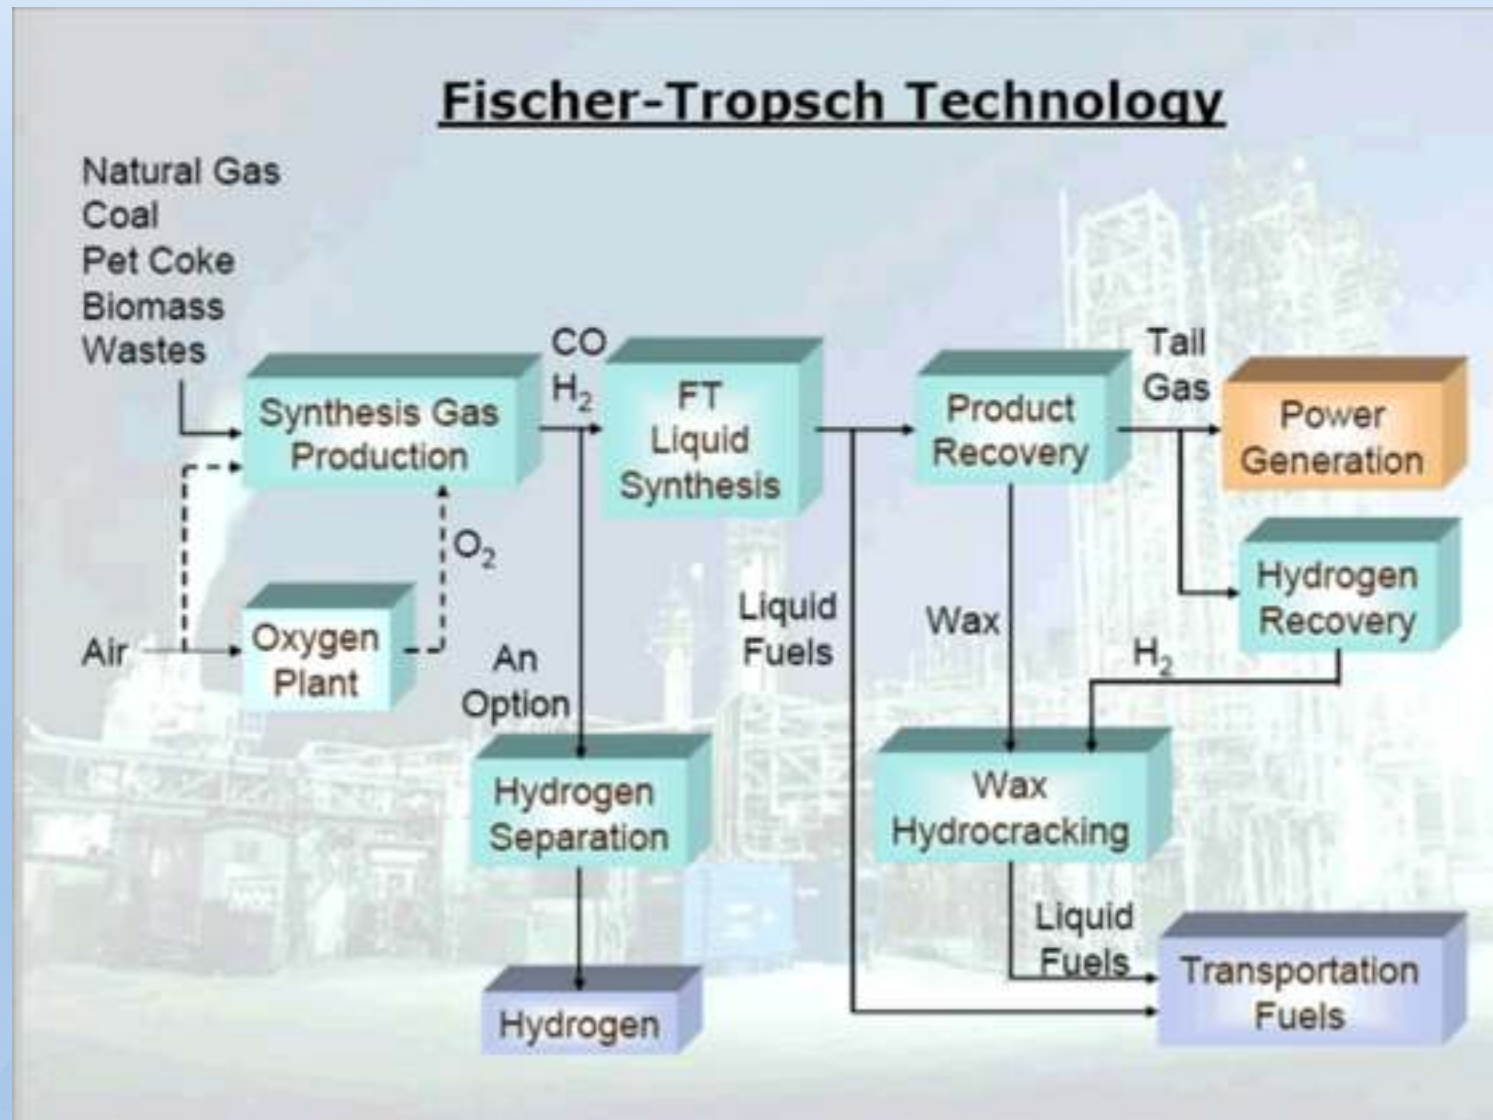 Fischer-Tropsch Technology
Natural Gas
Coal
Pet Coke
Biomass
Wastes
Synthesis Gas
Production
CO
H2
FT
Liquid
Synthesis
Product
Recovery
Tail
Gas
Power
Generation
O2
Air
Oxygen
Plant
An
Option
Liquid
Fuels
Wax
H2
Hydrogen
Recovery
Hydrogen
Separation
Wax
Hydrocracking
Liquid
Fuels
Hydrogen
Transportation
Fuels